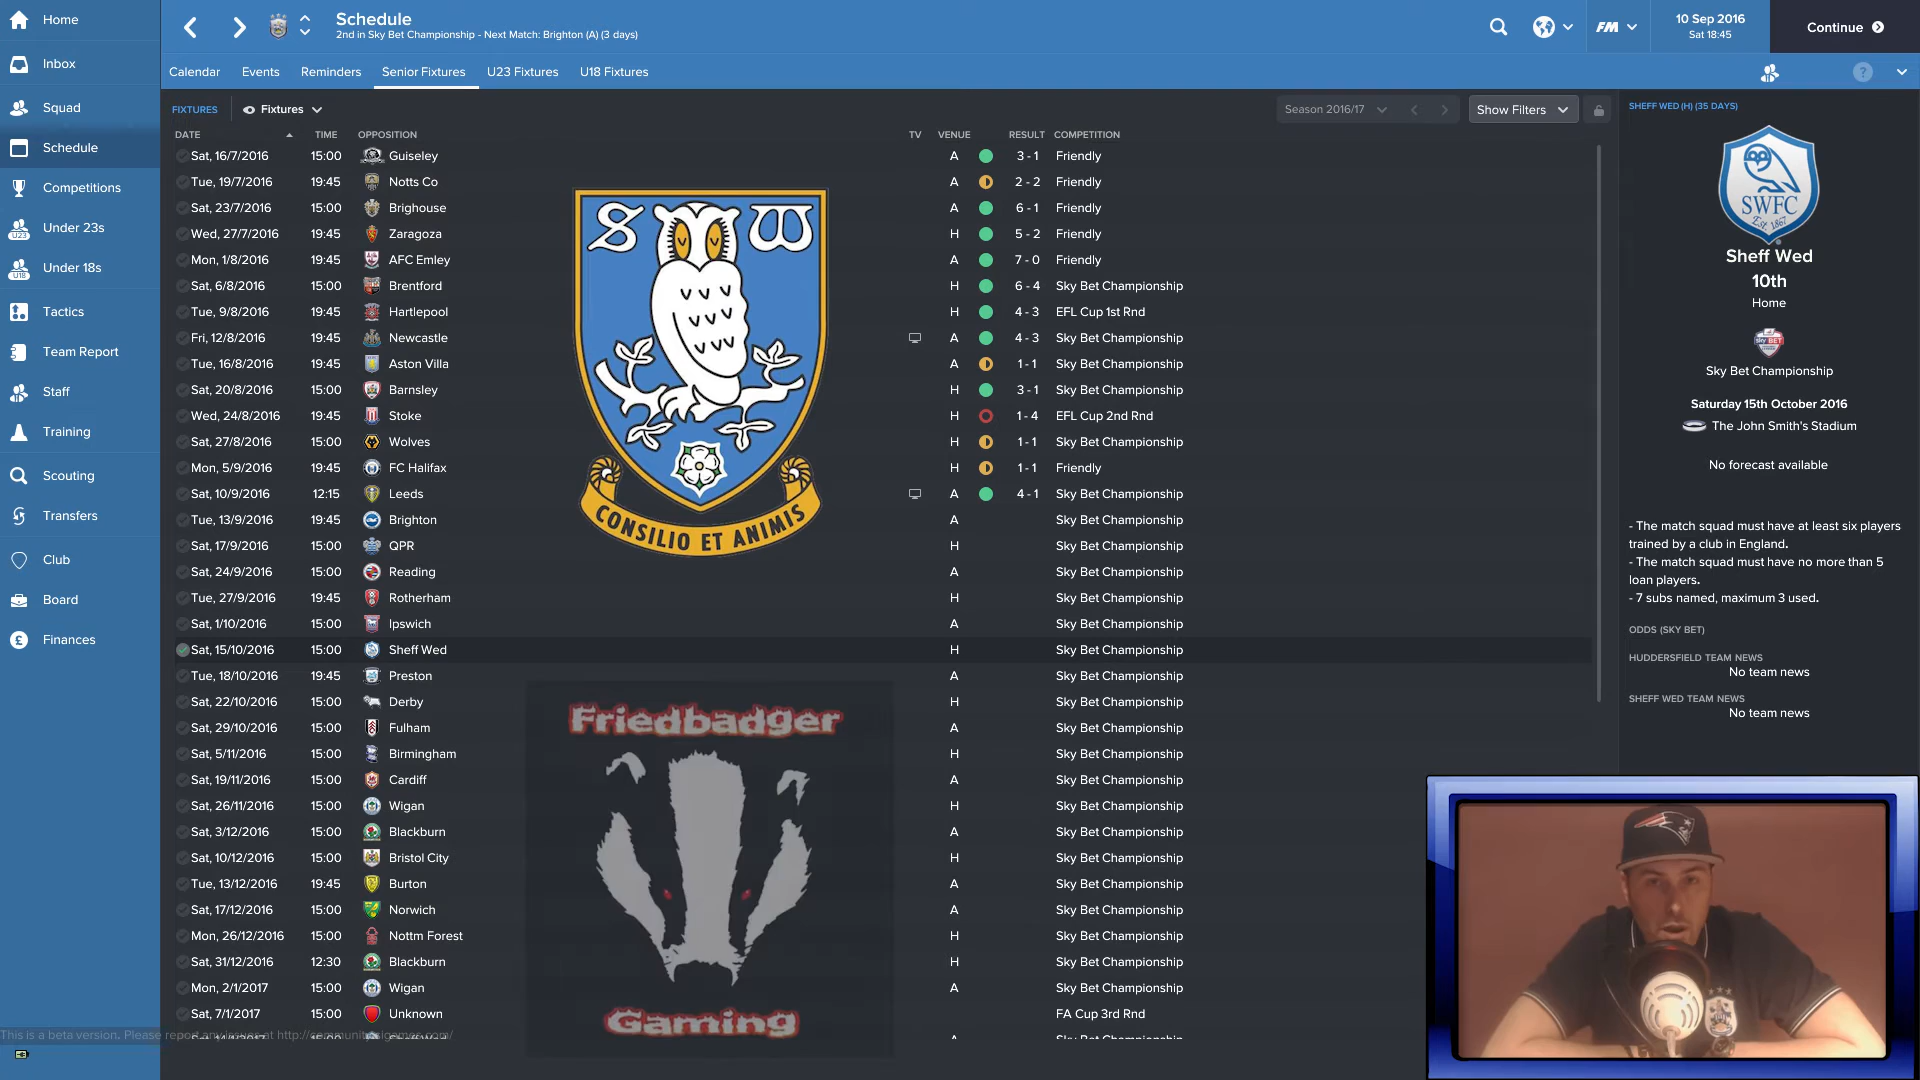 Home
Inbox
Squad
Schedule
Competitions
Under 23s
U23
Under 18s
U18
Tactics
Team Report
Staff
Training
Scouting
Transfers
Club
Board
Finances
This is a beta version. Please report any issues at http://community.sigames.com/
Schedule
2nd in Sky Bet Championship - Next Match: Brighton (A) (3 days)
FM
10 Sep 2016
Sat 18:45
Continue
Calendar Events Reminders Senior Fixtures U23 Fixtures U18 Fixtures
?
FIXTURES Fixtures Season 2016/17 Show Filters
DATE TIME OPPOSITION TV VENUE RESULT COMPETITION
Sat, 16/7/2016 15:00 Guiseley A 3 - 1 Friendly
Tue, 19/7/2016 19:45 Notts Co A 2 - 2 Friendly
Sat, 23/7/2016 15:00 Brighouse A 6 - 1 Friendly
Wed, 27/7/2016 19:45 Zaragoza H 5 - 2 Friendly
Mon, 1/8/2016 19:45 AFC Emley A 7 - 0 Friendly
Sat, 6/8/2016 15:00 Brentford H 6 - 4 Sky Bet Championship
Tue, 9/8/2016 19:45 Hartlepool H 4 - 3 EFL Cup 1st Rnd
Fri, 12/8/2016 19:45 Newcastle A 4 - 3 Sky Bet Championship
Tue, 16/8/2016 19:45 Aston Villa A 1 - 1 Sky Bet Championship
Sat, 20/8/2016 15:00 Barnsley H 3 - 1 Sky Bet Championship
Wed, 24/8/2016 19:45 Stoke H 1 - 4 EFL Cup 2nd Rnd
Sat, 27/8/2016 15:00 Wolves H 1 - 1 Sky Bet Championship
Mon, 5/9/2016 19:45 FC Halifax H 1 - 1 Friendly
Sat, 10/9/2016 12:15 Leeds A 4 - 1 Sky Bet Championship
Tue, 13/9/2016 19:45 Brighton A Sky Bet Championship
Sat, 17/9/2016 15:00 QPR H Sky Bet Championship
Sat, 24/9/2016 15:00 Reading A Sky Bet Championship
Tue, 27/9/2016 19:45 Rotherham H Sky Bet Championship
Sat, 1/10/2016 15:00 Ipswich A Sky Bet Championship
Sat, 15/10/2016 15:00 Sheff Wed H Sky Bet Championship
Tue, 18/10/2016 19:45 Preston A Sky Bet Championship
Sat, 22/10/2016 15:00 Derby H Sky Bet Championship
Sat, 29/10/2016 15:00 Fulham A Sky Bet Championship
Sat, 5/11/2016 15:00 Birmingham H Sky Bet Championship
Sat, 19/11/2016 15:00 Cardiff A Sky Bet Championship
Sat, 26/11/2016 15:00 Wigan H Sky Bet Championship
Sat, 3/12/2016 15:00 Blackburn A Sky Bet Championship
Sat, 10/12/2016 15:00 Bristol City H Sky Bet Championship
Tue, 13/12/2016 19:45 Burton A Sky Bet Championship
Sat, 17/12/2016 15:00 Norwich A Sky Bet Championship
Mon, 26/12/2016 15:00 Nottm Forest H Sky Bet Championship
Sat, 31/12/2016 12:30 Blackburn H Sky Bet Championship
Mon, 2/1/2017 15:00 Wigan A Sky Bet Championship
Sat, 7/1/2017 15:00 Unknown FA Cup 3rd Rnd
Sat, 14/1/2017 15:00 Sheff Wed A Sky Bet Championship
S W
CONSILIO ET ANIMIS
Friedbadger
Gaming
SHEFF WED (H) (35 DAYS)
SWFC
Est. 1867
Sheff Wed
10th
Home
sky BET
Sky Bet Championship
Saturday 15th October 2016
The John Smith's Stadium
No forecast available
- The match squad must have at least six players
trained by a club in England.
- The match squad must have no more than 5
loan players.
- 7 subs named, maximum 3 used.
ODDS (SKY BET)
HUDDERSFIELD TEAM NEWS
No team news
SHEFF WED TEAM NEWS
No team news